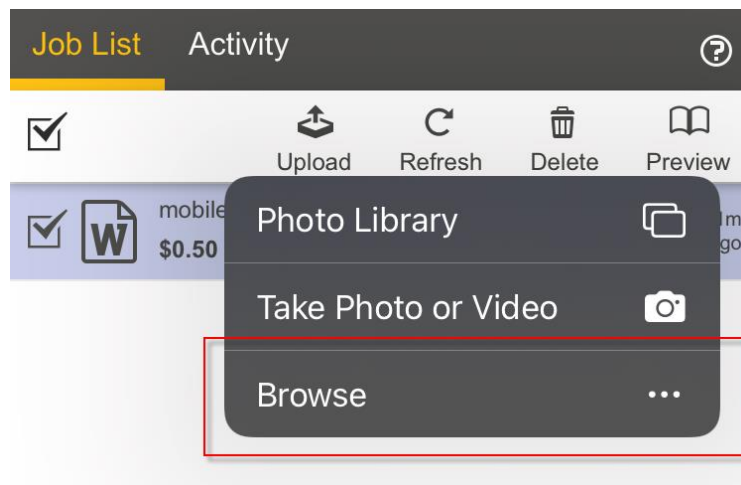 Job List Activity
Upload Refresh Delete Preview
mobile
$0.50
Photo Library
Take Photo or Video
Browse